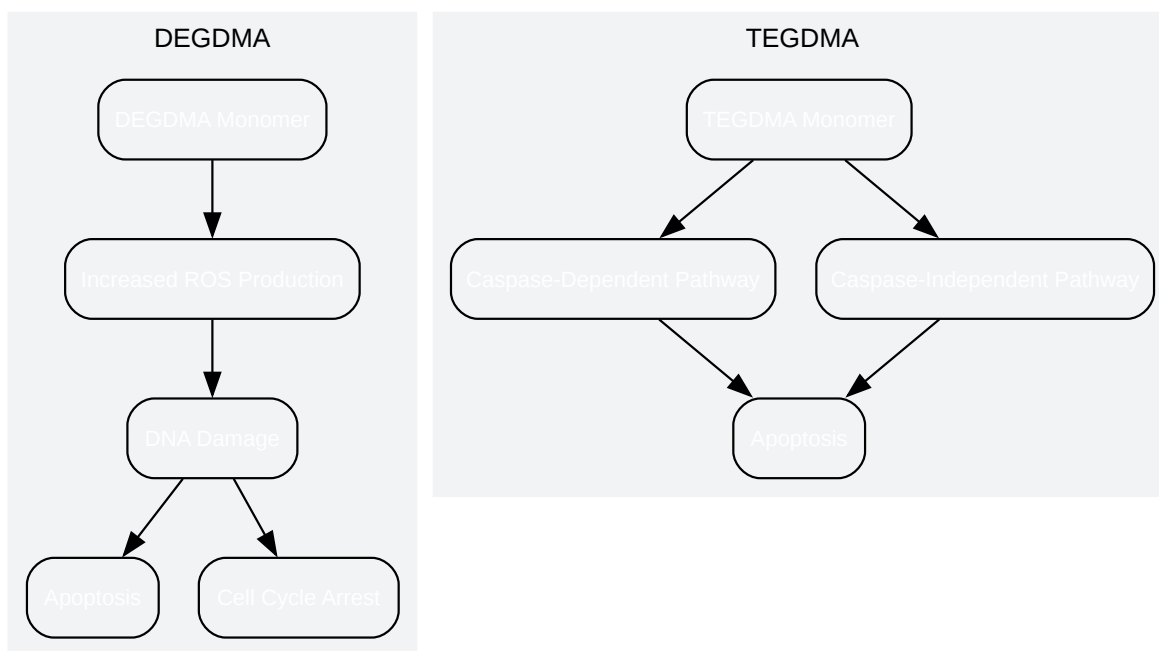 DEGDMA
DEGDMA Monomer
Increased ROS Production
DNA Damage
Apoptosis
Cell Cycle Arrest
TEGDMA
TEGDMA Monomer
Caspase-Dependent Pathway
Caspase-Independent Pathway
Apoptosis